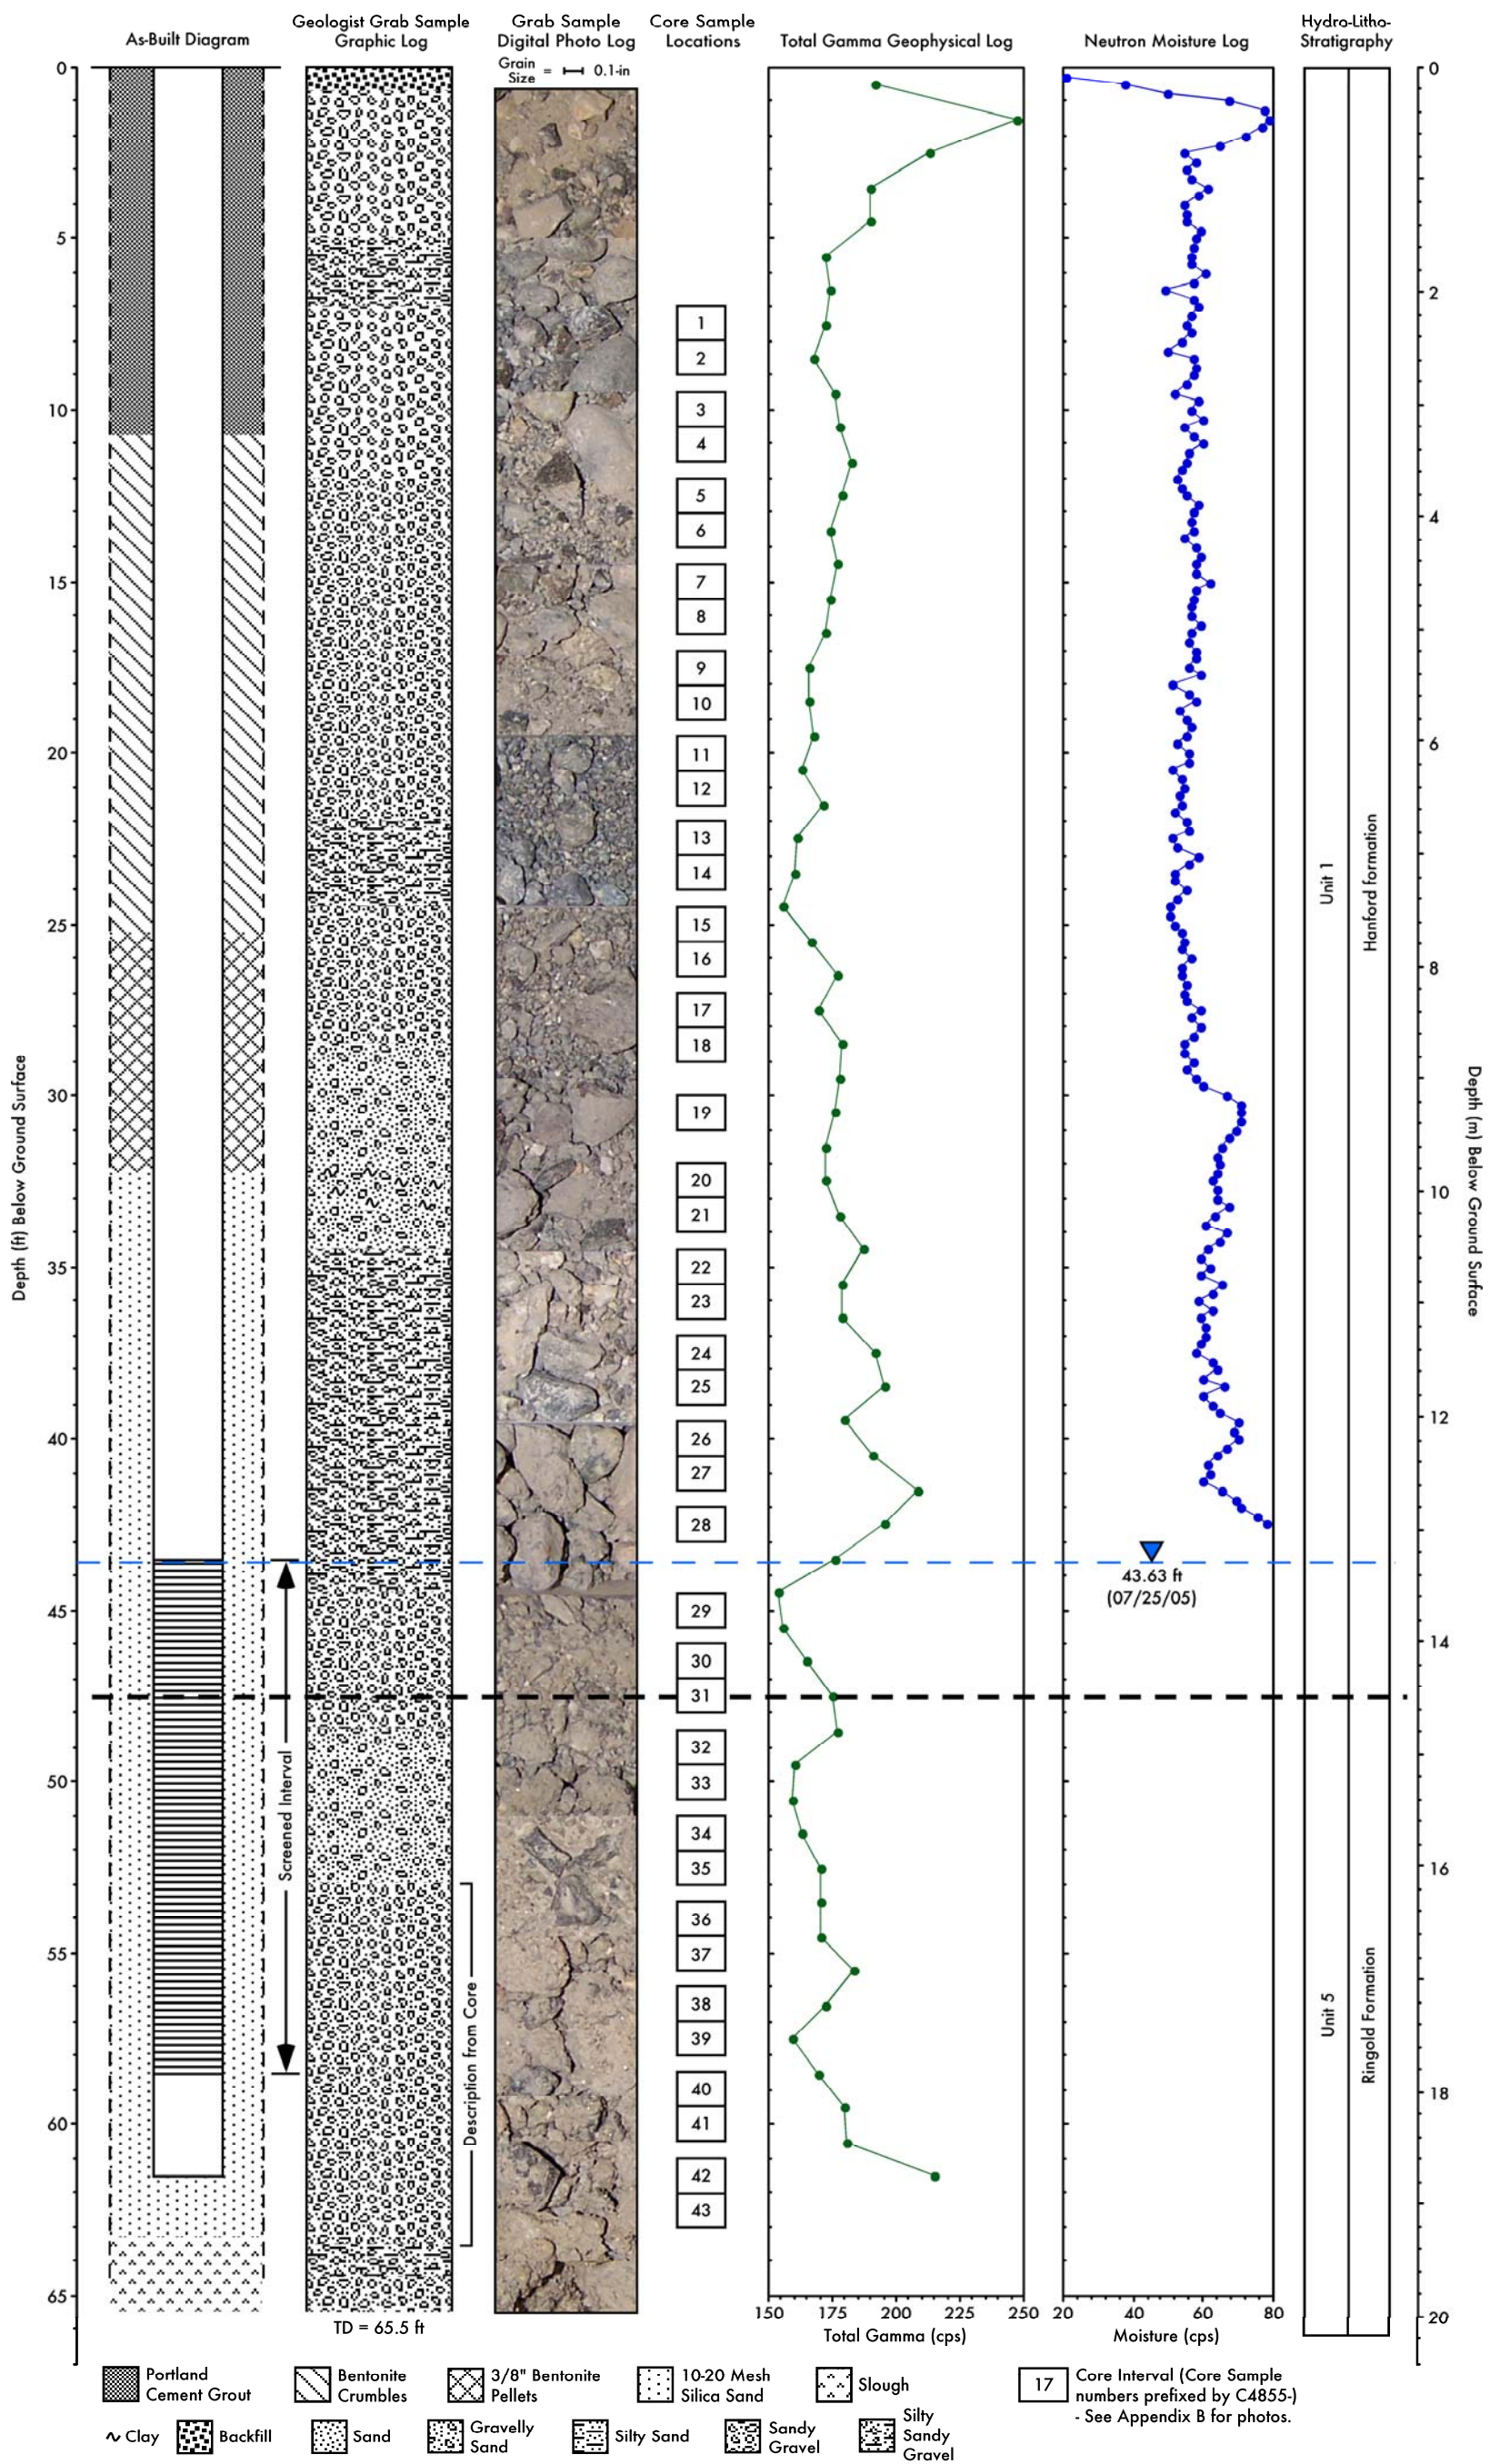 As-Built Diagram
Geologist Grab Sample
Graphic Log
Grab Sample
Digital Photo Log
Grain
Size = 0.1-in
Core Sample
Locations
Total Gamma Geophysical Log
Neutron Moisture Log
Hydro-Litho-
Stratigraphy
Depth (ft) Below Ground Surface
0
5
10
15
20
25
30
35
40
45
50
55
60
65
Screened Interval
Description from Core
TD = 65.5 ft
1
2
3
4
5
6
7
8
9
10
11
12
13
14
15
16
17
18
19
20
21
22
23
24
25
26
27
28
29
30
31
32
33
34
35
36
37
38
39
40
41
42
43
150 175 200 225 250
Total Gamma (cps)
43.63 ft
(07/25/05)
20 40 60 80
Moisture (cps)
Unit 1
Hanford formation
Unit 5
Ringold Formation
0
2
4
6
8
10
12
14
16
18
20
Depth (m) Below Ground Surface
Portland
Cement Grout
Bentonite
Crumbles
3/8" Bentonite
Pellets
10-20 Mesh
Silica Sand
Slough
17
Core Interval (Core Sample
numbers prefixed by C4855-)
- See Appendix B for photos.
Clay
Backfill
Sand
Gravelly
Sand
Silty Sand
Sandy
Gravel
Silty
Sandy
Gravel